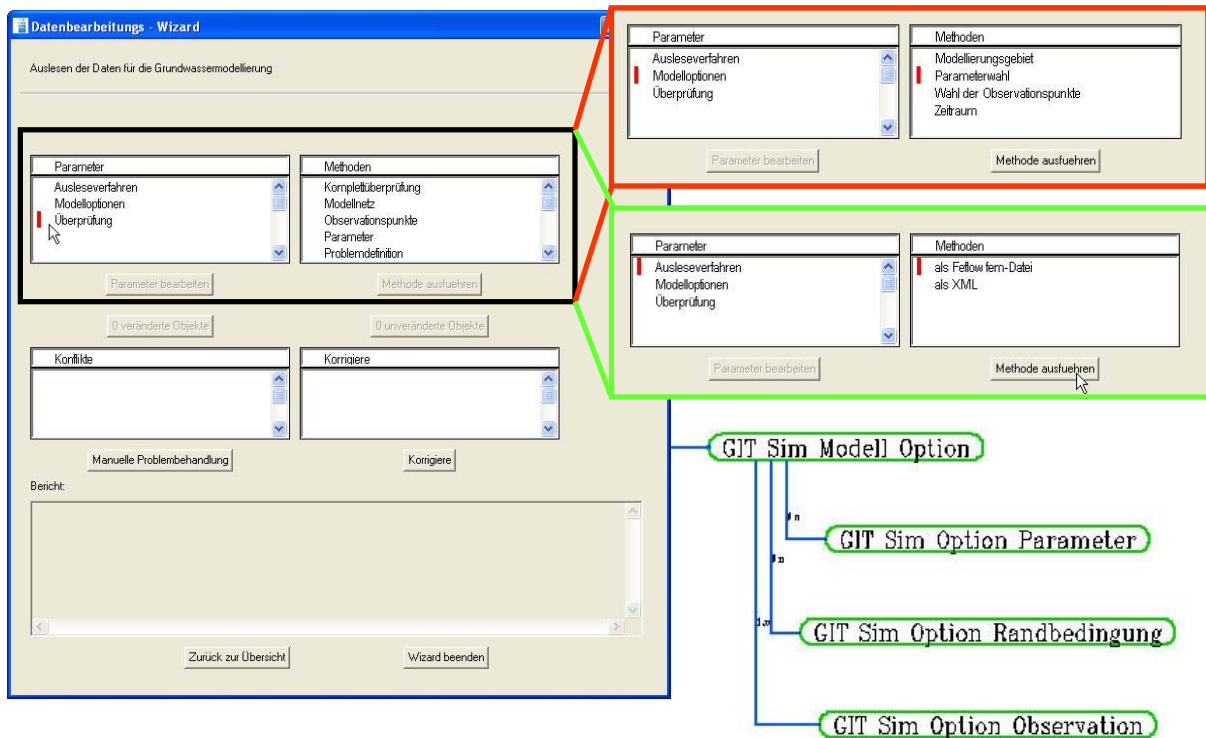 Datenbearbeitungs - Wizard
Auslesen der Daten für die Grundwassermodellierung
Parameter
Methoden
Ausleseverfahren
Modelloptionen
Überprüfung
Komplettüberprüfung
Modellnetz
Observationspunkte
Parameter
Problemdefinition
Parameter bearbeiten
Methode ausfuehren
0 veränderte Objekte
0 unveränderte Objekte
Konflikte
Korrigiere
Manuelle Problembehandlung
Korrigiere
Bericht:
Zurück zur Übersicht
Wizard beenden
Parameter
Methoden
Ausleseverfahren
Modelloptionen
Überprüfung
Modellierungsgebiet
Parameterwahl
Wahl der Observationspunkte
Zeitraum
Parameter bearbeiten
Methode ausfuehren
Parameter
Methoden
Ausleseverfahren
Modelloptionen
Überprüfung
als Feflow fem-Datei
als XML
Parameter bearbeiten
Methode ausfuehren
GIT Sim Modell Option
GIT Sim Option Parameter
GIT Sim Option Randbedingung
GIT Sim Option Observation